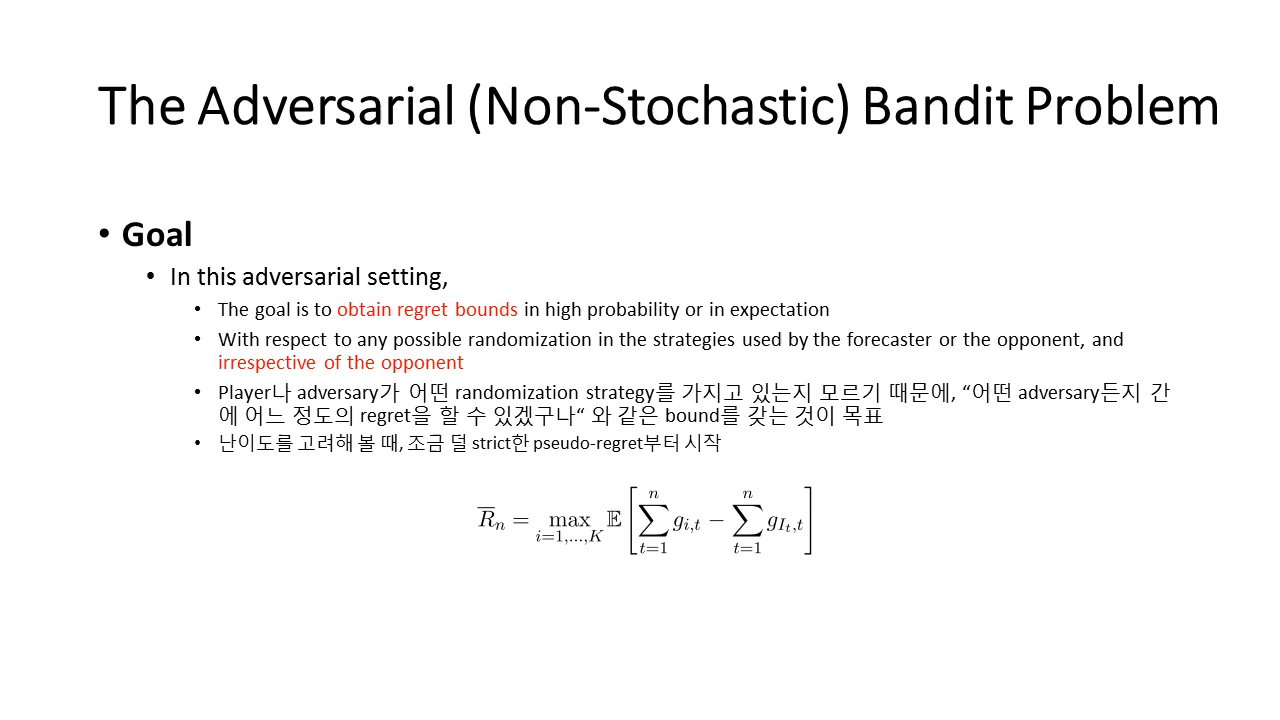 The Adversarial (Non-Stochastic) Bandit Problem
• Goal
• In this adversarial setting,
• The goal is to obtain regret bounds in high probability or in expectation
• With respect to any possible randomization in the strategies used by the forecaster or the opponent, and
irrespective of the opponent
• Player나 adversary가 어떤 randomization strategy를 가지고 있는지 모르기 때문에, “어떤 adversary든지 간
에 어느 정도의 regret을 할 수 있겠구나“ 와 같은 bound를 갖는 것이 목표
• 난이도를 고려해 볼 때, 조금 덜 strict한 pseudo-regret부터 시작
$\overline{R}_n = \max_{i=1,\ldots,K} \mathbb{E}\left[\sum_{t=1}^{n} g_{i,t} - \sum_{t=1}^{n} g_{I_t,t}\right]$